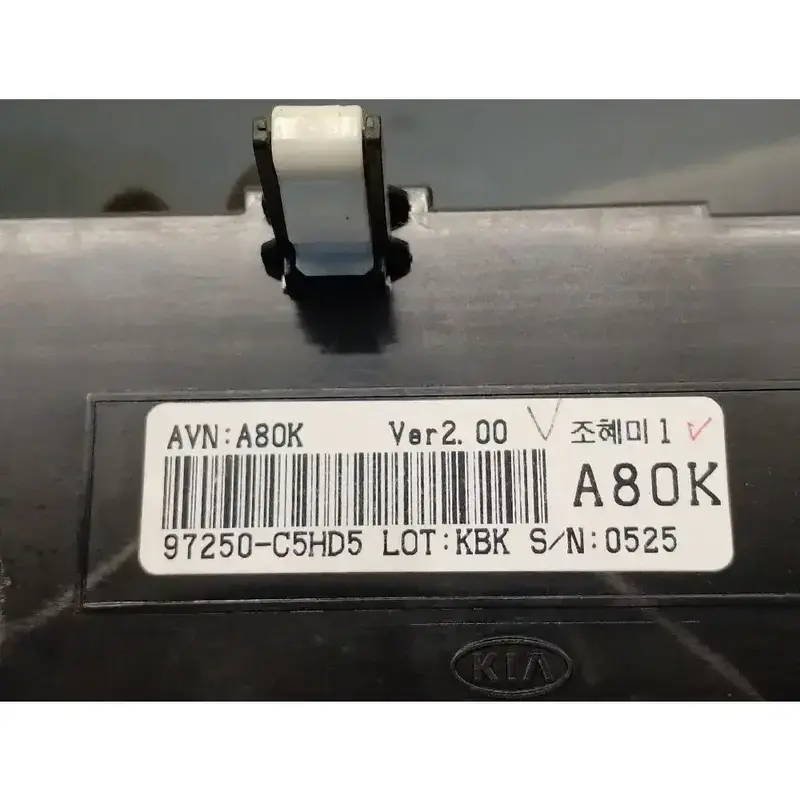 AVN:A80K Ver2.00 조혜미1
A80K
97250-C5HD5 LOT:KBK S/N:0525
KIA